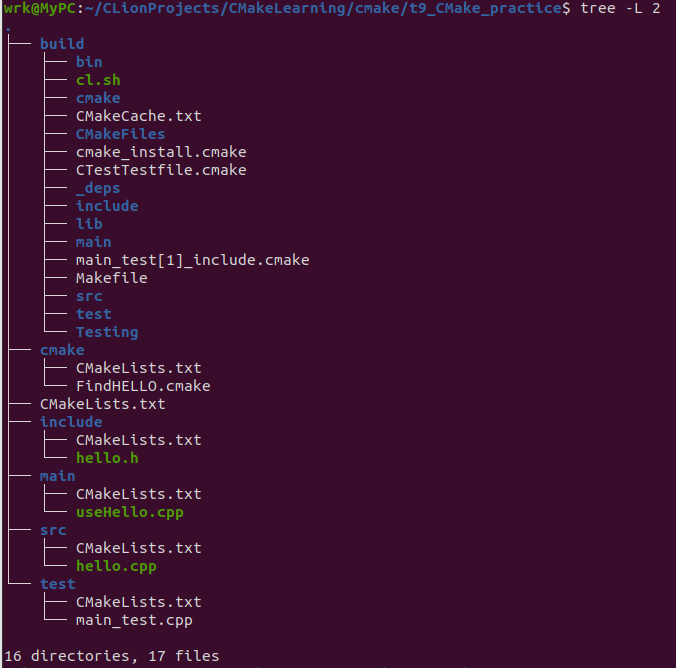 wrk@MyPC:~/CLionProjects/CMakeLearning/cmake/t9_CMake_practice$ tree -L 2
.
├── build
│   ├── bin
│   ├── cl.sh
│   ├── cmake
│   ├── CMakeCache.txt
│   ├── CMakeFiles
│   ├── cmake_install.cmake
│   ├── CTestTestfile.cmake
│   ├── _deps
│   ├── include
│   ├── lib
│   ├── main
│   ├── main_test[1]_include.cmake
│   ├── Makefile
│   ├── src
│   ├── test
│   └── Testing
├── cmake
│   ├── CMakeLists.txt
│   └── FindHELLO.cmake
├── CMakeLists.txt
├── include
│   ├── CMakeLists.txt
│   └── hello.h
├── main
│   ├── CMakeLists.txt
│   └── useHello.cpp
├── src
│   ├── CMakeLists.txt
│   └── hello.cpp
└── test
    ├── CMakeLists.txt
    └── main_test.cpp
16 directories, 17 files